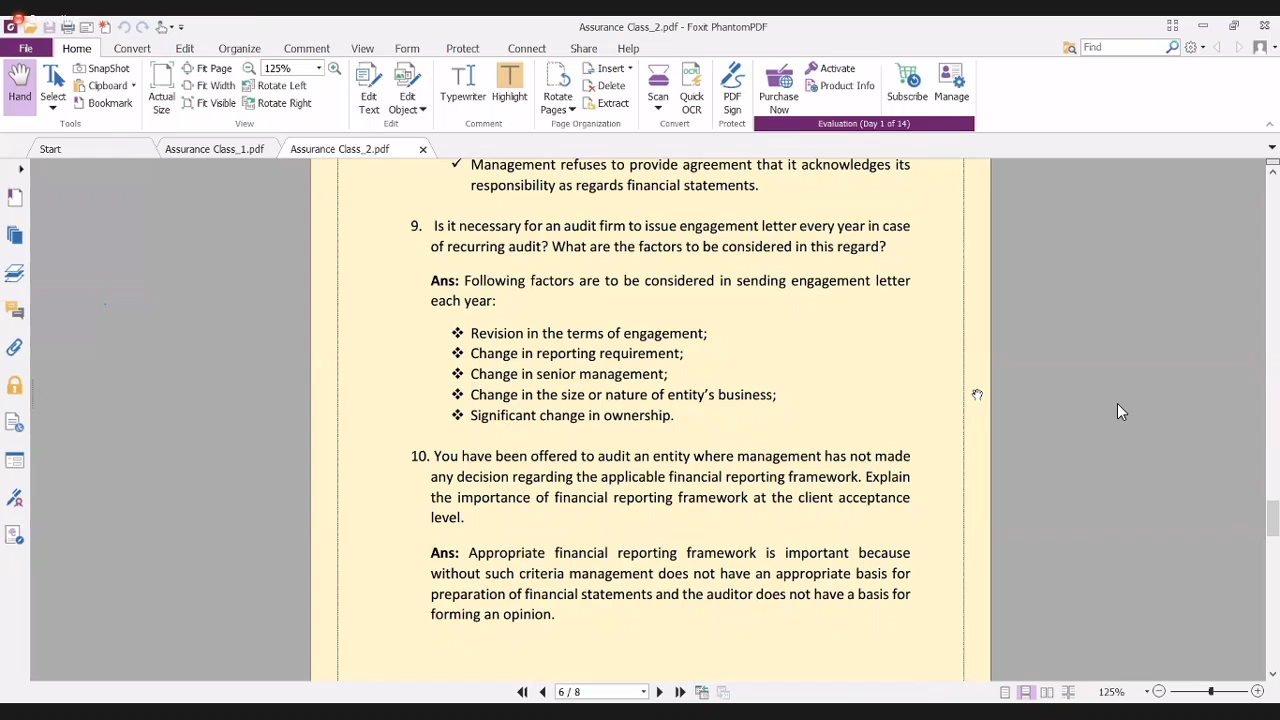 Assurance Class_2.pdf - Foxit PhantomPDF
File Home Convert Edit Organize Comment View Form Protect Connect Share Help Find
Hand
Select
SnapShot
Clipboard
Bookmark
Tools
Actual Size
Fit Page
Fit Width
Fit Visible
125%
Rotate Left
Rotate Right
View
Edit Text
Edit Object
Edit
Typewriter
Highlight
Comment
Rotate Pages
Insert
Delete
Extract
Page Organization
Scan
Quick OCR
Convert
PDF Sign
Protect
Purchase Now
Activate
Product Info
Subscribe
Manage
Evaluation (Day 1 of 14)
Start Assurance Class_1.pdf Assurance Class_2.pdf
✓ Management refuses to provide agreement that it acknowledges its
responsibility as regards financial statements.
9. Is it necessary for an audit firm to issue engagement letter every year in case
of recurring audit? What are the factors to be considered in this regard?
Ans: Following factors are to be considered in sending engagement letter
each year:
❖ Revision in the terms of engagement;
❖ Change in reporting requirement;
❖ Change in senior management;
❖ Change in the size or nature of entity's business;
❖ Significant change in ownership.
10. You have been offered to audit an entity where management has not made
any decision regarding the applicable financial reporting framework. Explain
the importance of financial reporting framework at the client acceptance
level.
Ans: Appropriate financial reporting framework is important because
without such criteria management does not have an appropriate basis for
preparation of financial statements and the auditor does not have a basis for
forming an opinion.
6 / 8
125%